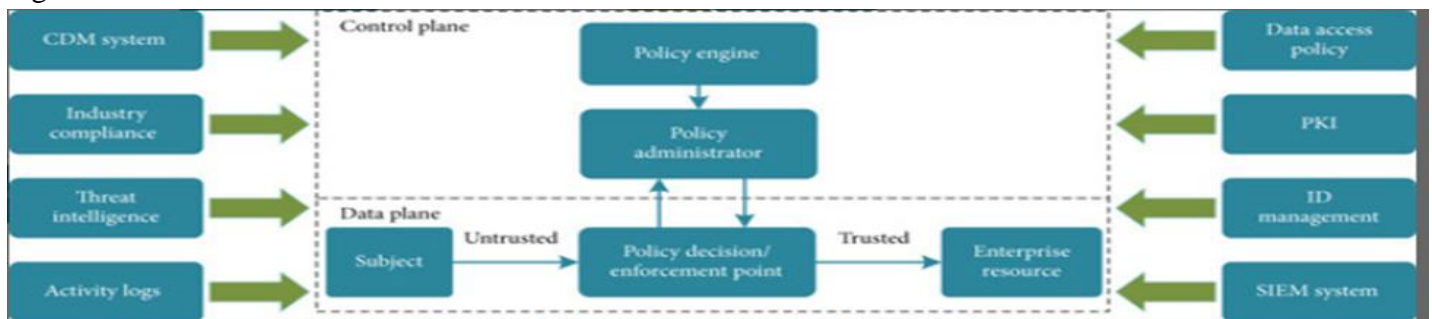 CDM system
Industry
compliance
Threat
intelligence
Activity logs
Control plane
Policy engine
Policy
administrator
Data plane
Subject
Untrusted
Policy decision/
enforcement point
Trusted
Enterprise
resource
Data access
policy
PKI
ID
management
SIEM system